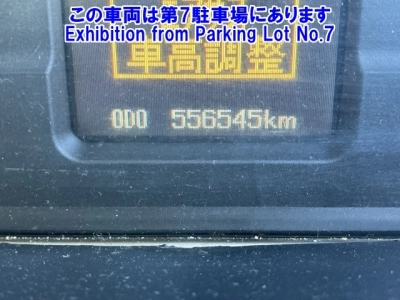 この車両は第7駐車場にあります
Exhibition from Parking Lot No.7
車高調整
ODO 556545km